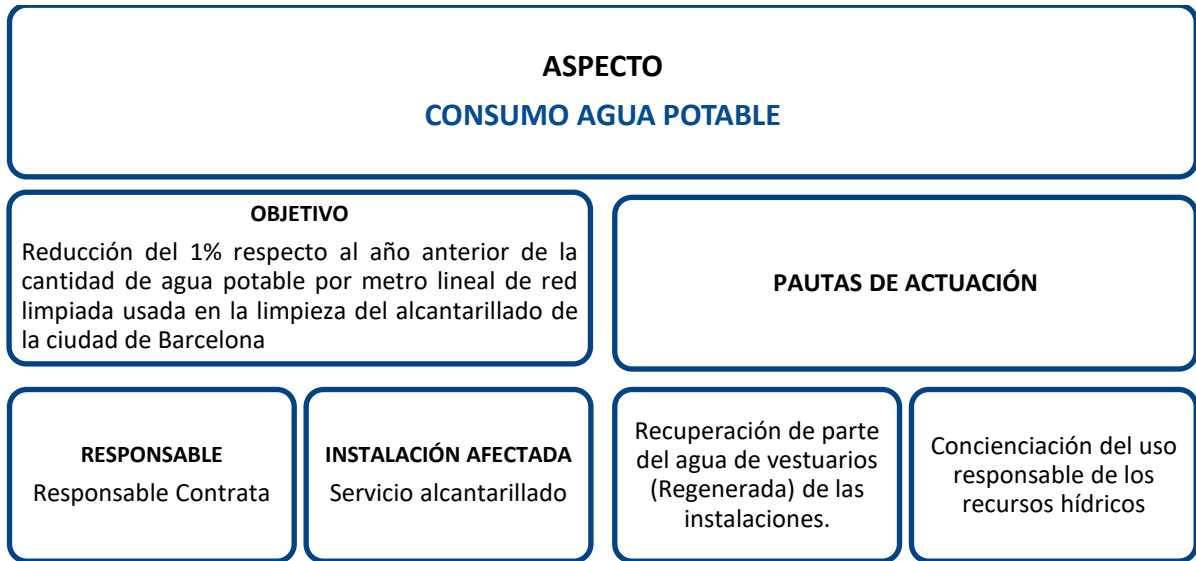 ASPECTO
CONSUMO AGUA POTABLE
OBJETIVO
Reducción del 1% respecto al año anterior de la
cantidad de agua potable por metro lineal de red
limpiada usada en la limpieza del alcantarillado de
la ciudad de Barcelona
PAUTAS DE ACTUACIÓN
RESPONSABLE
Responsable Contrata
INSTALACIÓN AFECTADA
Servicio alcantarillado
Recuperación de parte
del agua de vestuarios
(Regenerada) de las
instalaciones.
Concienciación del uso
responsable de los
recursos hídricos